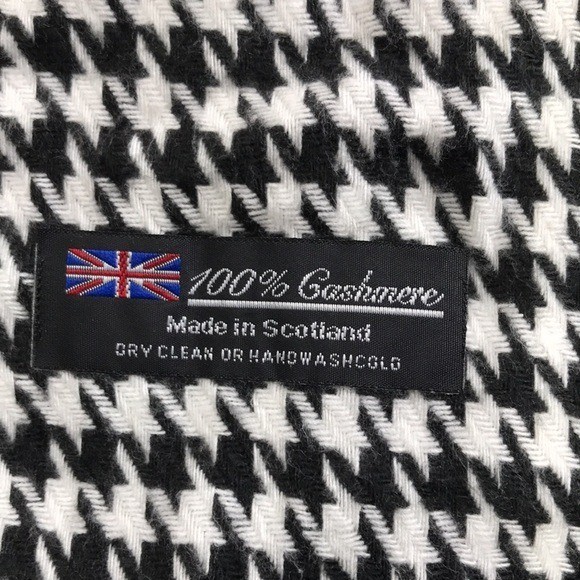 100% Cashmere
Made in Scotland
DRY CLEAN OR HANDWASHCOLD